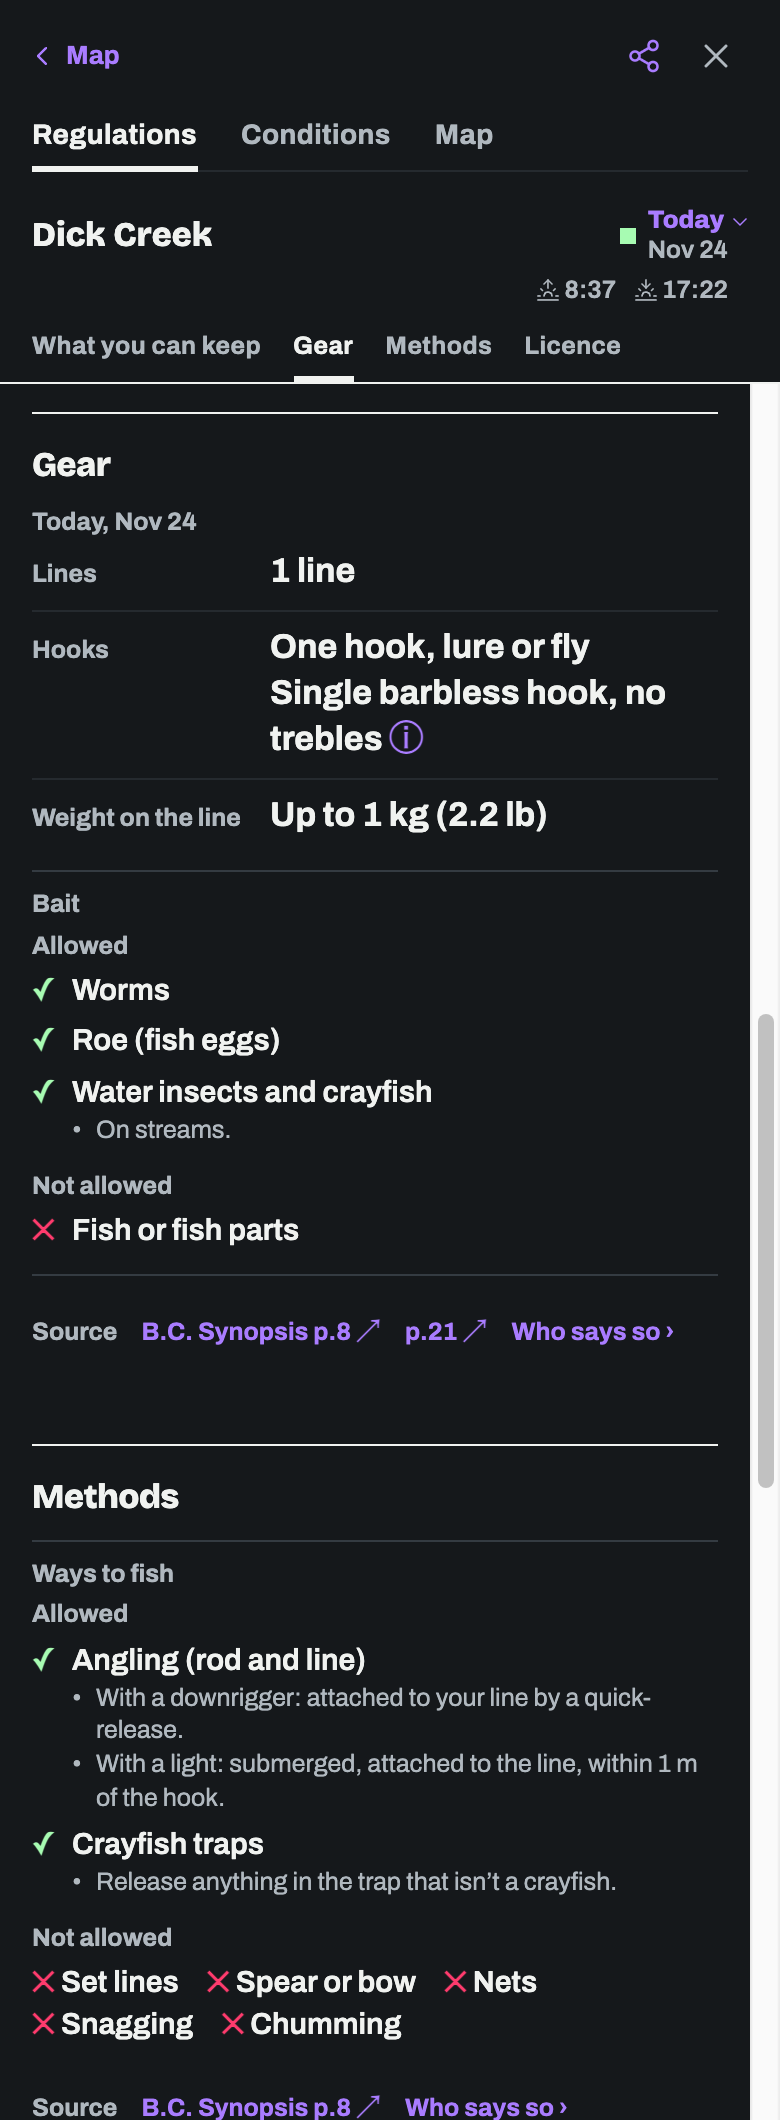 Map
Regulations Conditions Map
Dick Creek
Today
Nov 24
8:37 17:22
What you can keep Gear Methods Licence
Gear
Today, Nov 24
Lines 1 line
Hooks One hook, lure or fly
Single barbless hook, no
trebles
Weight on the line Up to 1 kg (2.2 lb)
Bait
Allowed
✓ Worms
✓ Roe (fish eggs)
✓ Water insects and crayfish
• On streams.
Not allowed
✕ Fish or fish parts
Source B.C. Synopsis p.8 ↗ p.21 ↗ Who says so ›
Methods
Ways to fish
Allowed
✓ Angling (rod and line)
• With a downrigger: attached to your line by a quick-
release.
• With a light: submerged, attached to the line, within 1 m
of the hook.
✓ Crayfish traps
• Release anything in the trap that isn’t a crayfish.
Not allowed
✕ Set lines ✕ Spear or bow ✕ Nets
✕ Snagging ✕ Chumming
Source B.C. Synopsis p.8 ↗ Who says so ›